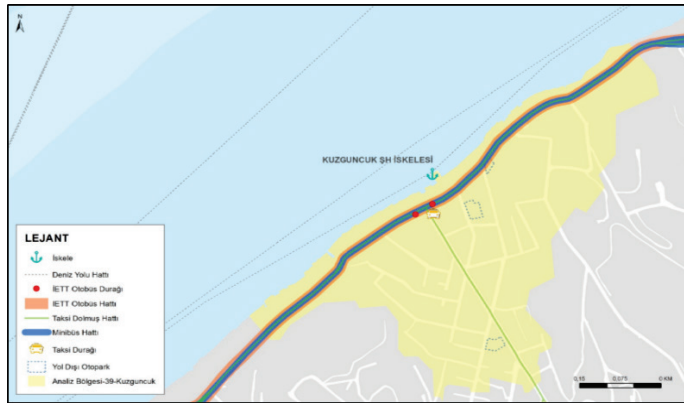 N
KUZGUNCUK ŞH İSKELESİ
LEJANT
İskele
Deniz Yolu Hattı
İETT Otobüs Durağı
İETT Otobüs Hattı
Taksi Dolmuş Hattı
Minibüs Hattı
Taksi Durağı
Yol Dışı Otopark
Analiz Bölgesi-39-Kuzguncuk
0,15 0,075 0 KM